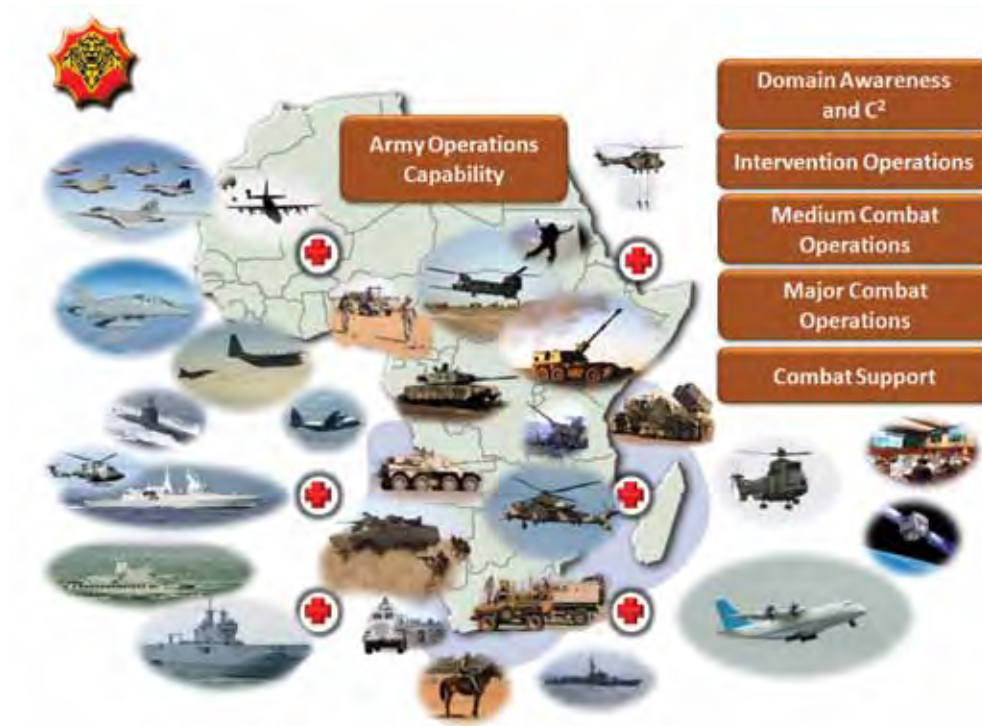 Army Operations
Capability
Domain Awareness
and C²
Intervention Operations
Medium Combat
Operations
Major Combat
Operations
Combat Support